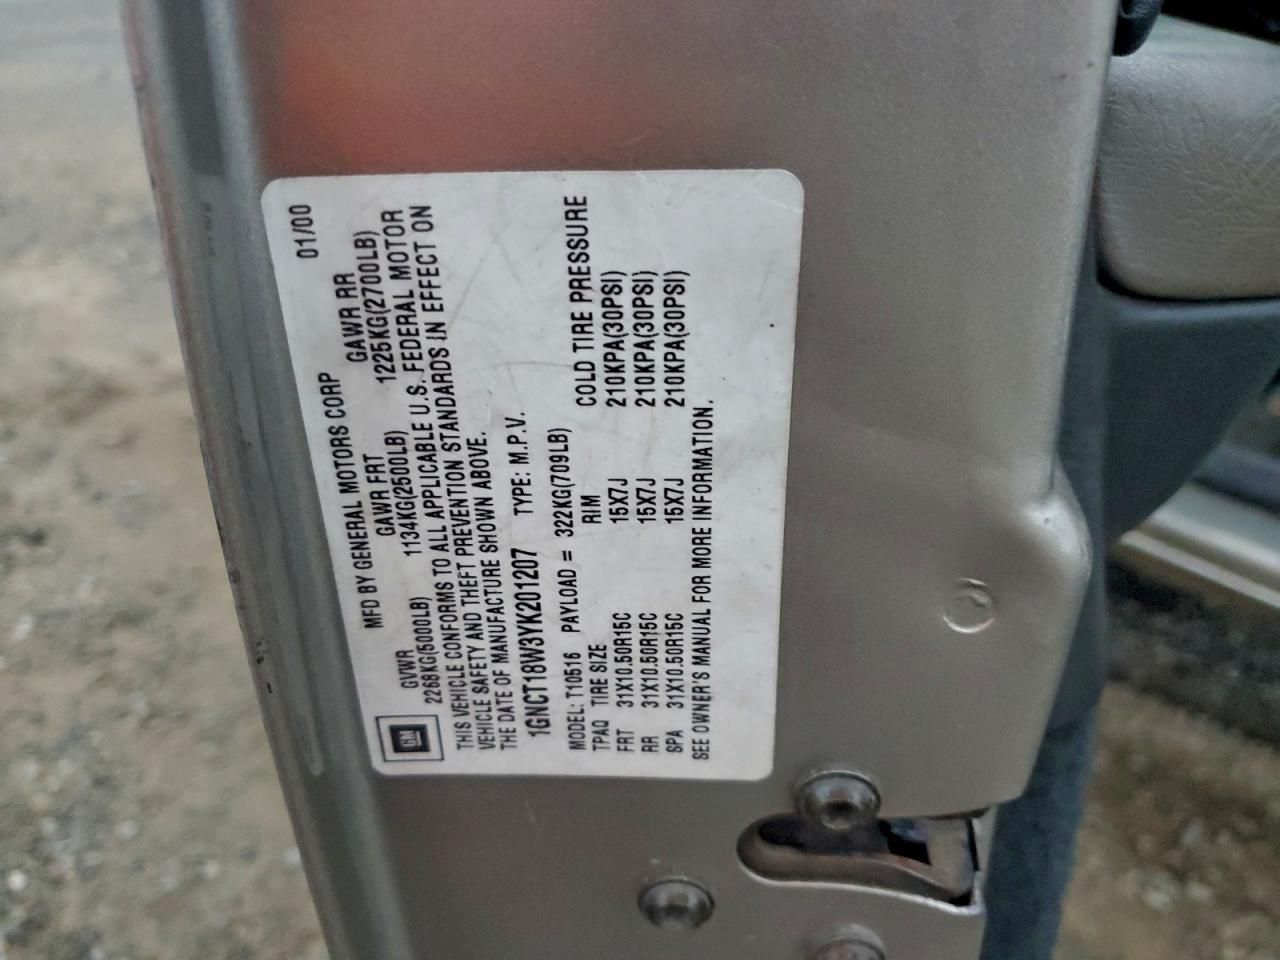 01/00
MFD BY GENERAL MOTORS CORP
GVWR GAWR FRT GAWR RR
2268KG(5000LB) 1134KG(2500LB) 1225KG(2700LB)
THIS VEHICLE CONFORMS TO ALL APPLICABLE U.S. FEDERAL MOTOR
VEHICLE SAFETY AND THEFT PREVENTION STANDARDS IN EFFECT ON
THE DATE OF MANUFACTURE SHOWN ABOVE.
1GNCT18W3YK201207 TYPE: M.P.V.
MODEL: T10516 PAYLOAD = 322KG(709LB)
TPAQ TIRE SIZE RIM COLD TIRE PRESSURE
FRT 31X10.50R15C 15X7J 210KPA(30PSI)
RR 31X10.50R15C 15X7J 210KPA(30PSI)
SPA 31X10.50R15C 15X7J 210KPA(30PSI)
SEE OWNER'S MANUAL FOR MORE INFORMATION.
GM